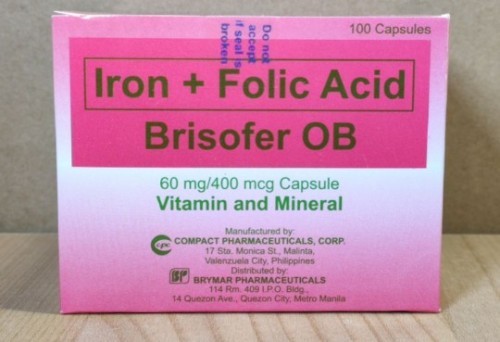 100 Capsules
Do not
accept
if seal is
broken
Iron + Folic Acid
Brisofer OB
60 mg/400 mcg Capsule
Vitamin and Mineral
Manufactured by:
cpc COMPACT PHARMACEUTICALS, CORP.
17 Sta. Monica St., Malinta,
Valenzuela City, Philippines
Distributed by:
BP BRYMAR PHARMACEUTICALS
114 Rm. 409 I.P.O. Bldg.,
14 Quezon Ave., Quezon City, Metro Manila